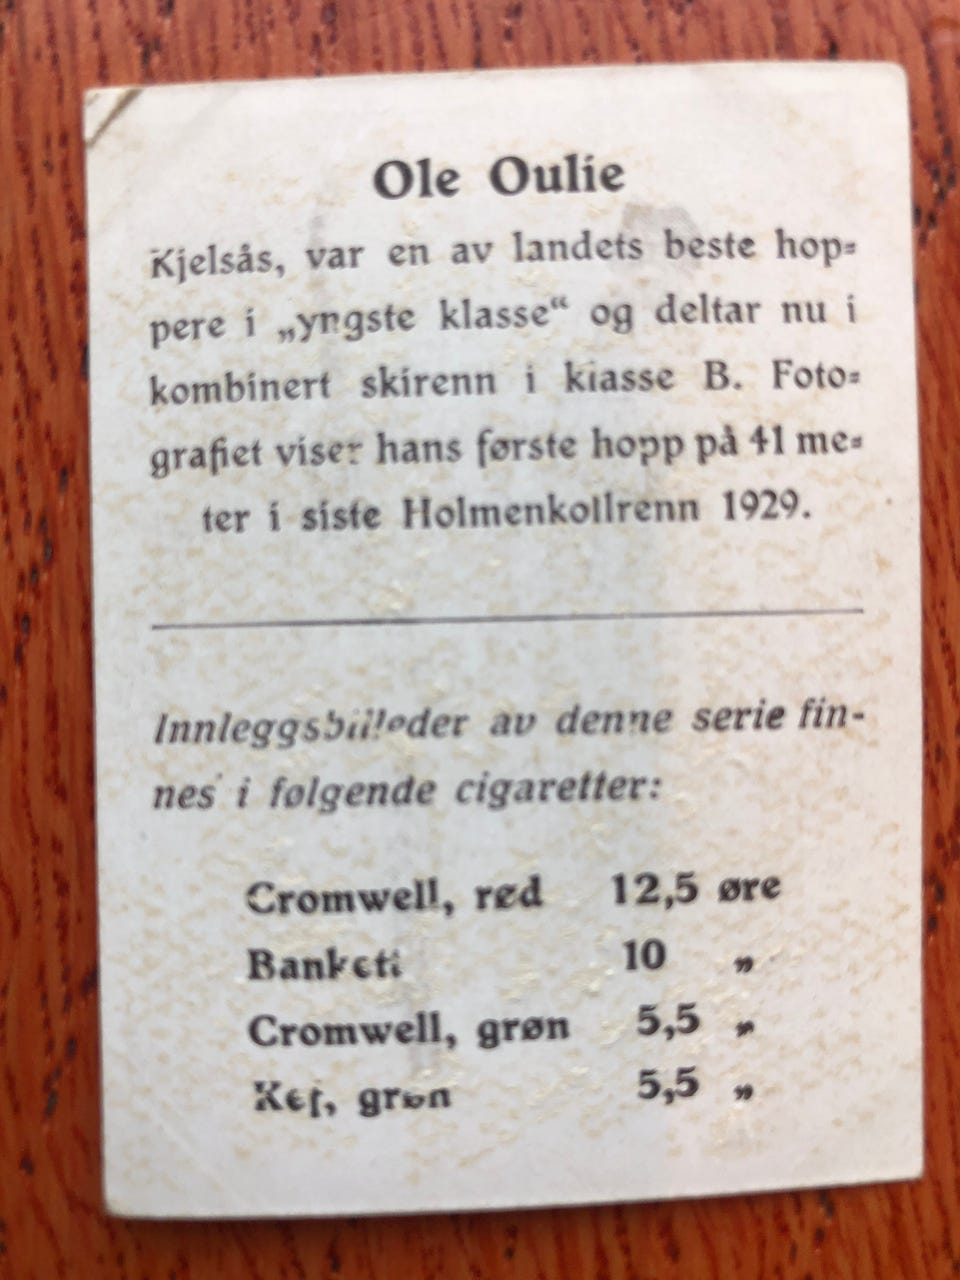 Ole Oulie
Kjelsås, var en av landets beste hop=
pere i „yngste klasse“ og deltar nu i
kombinert skirenn i klasse B. Foto=
grafiet viser hans første hopp på 41 me=
ter i siste Holmenkollrenn 1929.
Innleggsbilleder av denne serie fin-
nes i følgende cigaretter:
Cromwell, rød 12,5 øre
Bankett 10 „
Cromwell, grøn 5,5 „
grøn 5,5 „